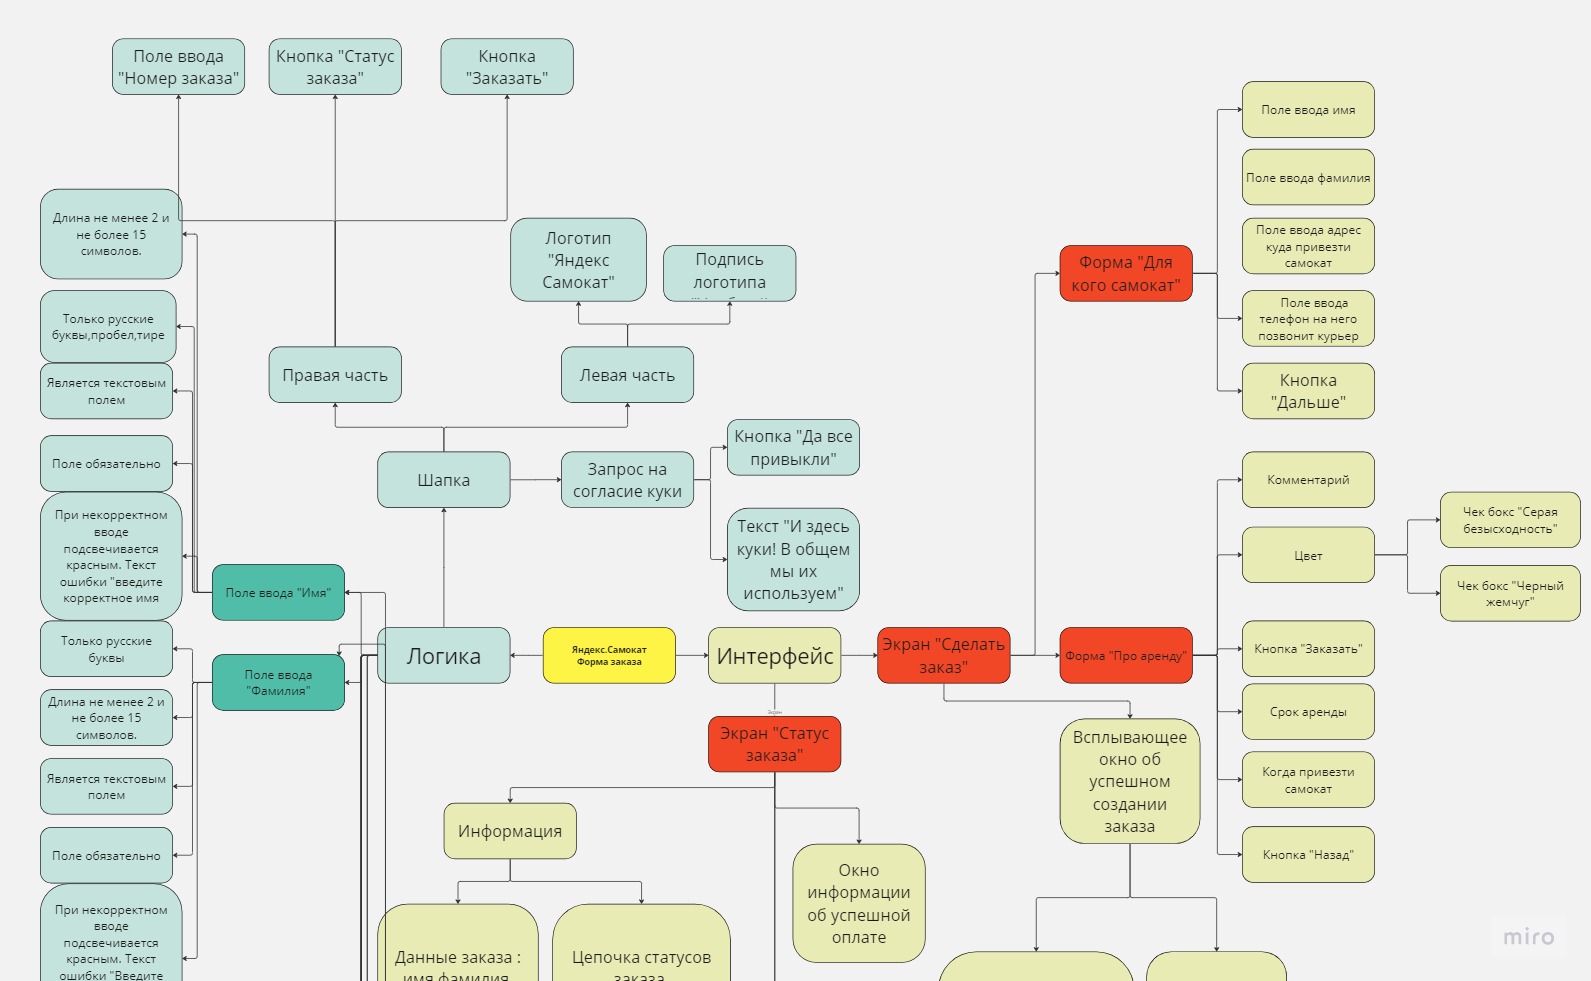 Поле ввода
"Номер заказа"
Кнопка "Статус
заказа"
Кнопка
"Заказать"
Поле ввода имя
Поле ввода фамилия
Поле ввода адрес
куда привезти
самокат
Поле ввода
телефон на него
позвонит курьер
Кнопка
"Дальше"
Форма "Для
кого самокат"
Длина не менее 2 и
не более 15
символов.
Логотип
"Яндекс
Самокат"
Подпись
логотипа
Только русские
буквы,пробел,тире
Является текстовым
полем
Правая часть
Левая часть
Поле обязательно
Шапка
Запрос на
согласие куки
Кнопка "Да все
привыкли"
Текст "И здесь
куки! В общем
мы их
используем"
Комментарий
Цвет
Чек бокс "Серая
безысходность"
Чек бокс "Черный
жемчуг"
При некорректном
вводе
подсвечивается
красным. Текст
ошибки "введите
корректное имя
Поле ввода "Имя"
Только русские
буквы
Поле ввода
"Фамилия"
Логика
Яндекс.Самокат
Форма заказа
Интерфейс
Экран "Сделать
заказ"
Форма "Про аренду"
Кнопка "Заказать"
Срок аренды
Когда привезти
самокат
Кнопка "Назад"
Длина не менее 2 и
не более 15
символов.
Является текстовым
полем
Поле обязательно
При некорректном
вводе
подсвечивается
красным. Текст
ошибки "Введите
Экран
Экран "Статус
заказа"
Информация
Данные заказа :
имя фамилия
Цепочка статусов
заказа
Окно
информации
об успешной
оплате
Всплывающее
окно об
успешном
создании
заказа
miro